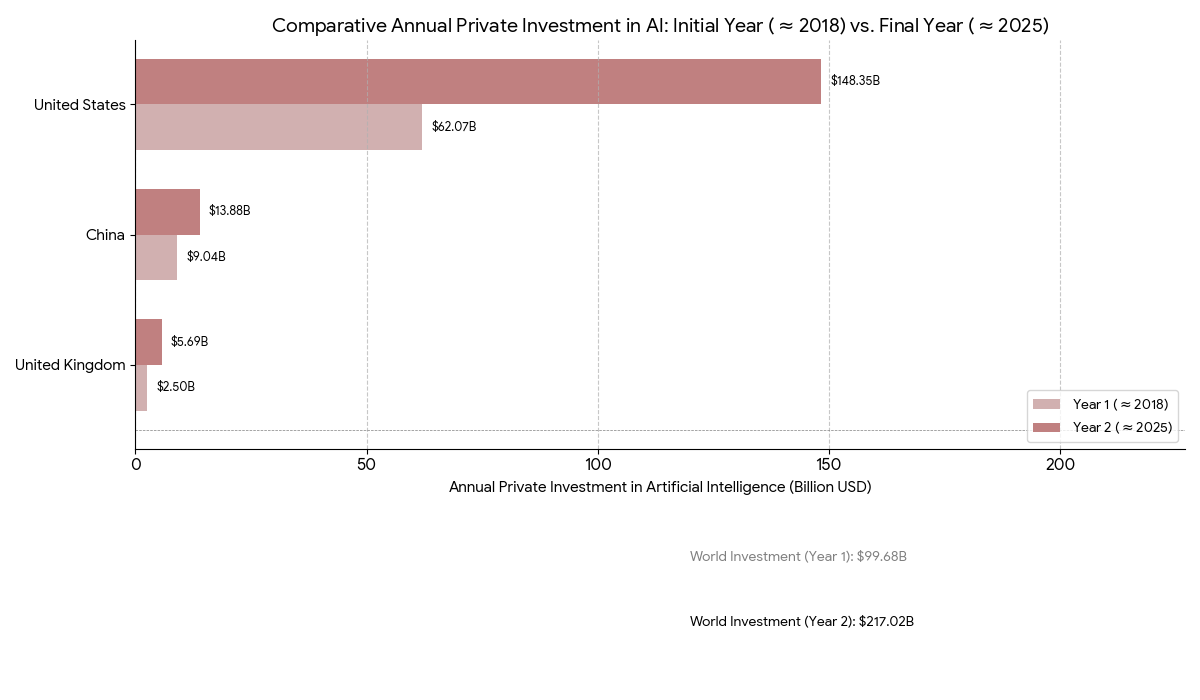 Comparative Annual Private Investment in AI: Initial Year (≈ 2018) vs. Final Year (≈ 2025)
$148.35B
United States
$62.07B
$13.88B
China
$9.04B
$5.69B
United Kingdom
$2.50B
Year 1 (≈ 2018)
Year 2 (≈ 2025)
0 50 100 150 200
Annual Private Investment in Artificial Intelligence (Billion USD)
World Investment (Year 1): $99.68B
World Investment (Year 2): $217.02B